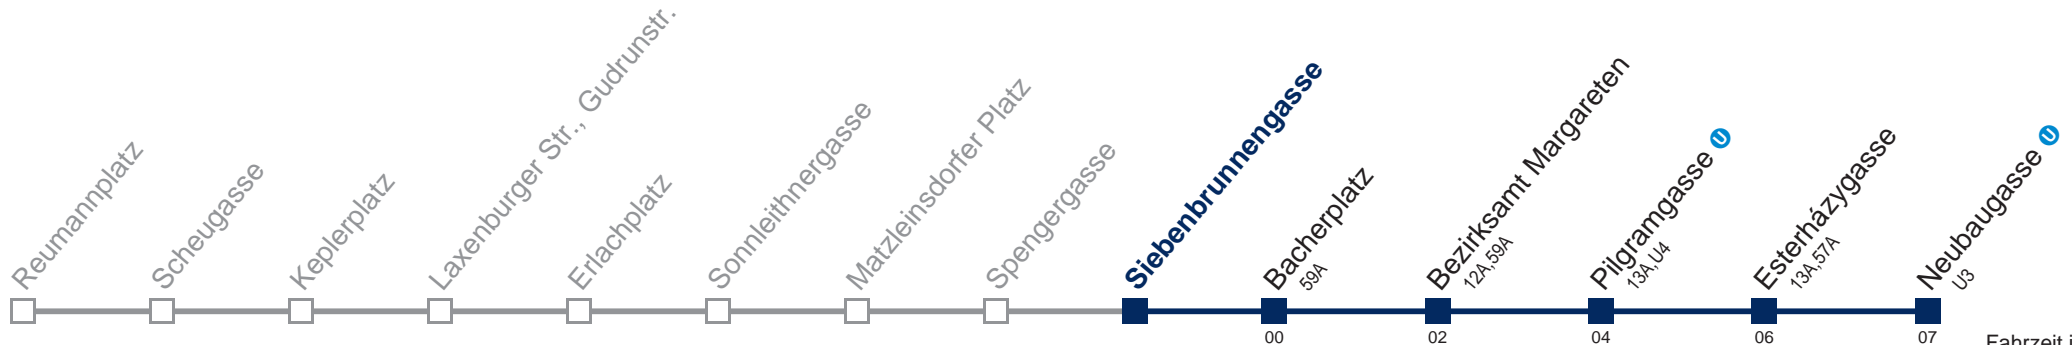 Reumannplatz
Scheugasse
Keplerplatz
Laxenburger Str., Gudrunstr.
Erlachplatz
Sonnleithnergasse
Matzleinsdorfer Platz
Spengergasse
Siebenbrunnengasse
Bacherplatz
59A
Bezirksamt Margareten
12A,59A
Pilgramgasse U
13A,U4
Esterházygasse
13A,57A
Neubaugasse U
U3
00 02 04 06 07
Fahrzeit i